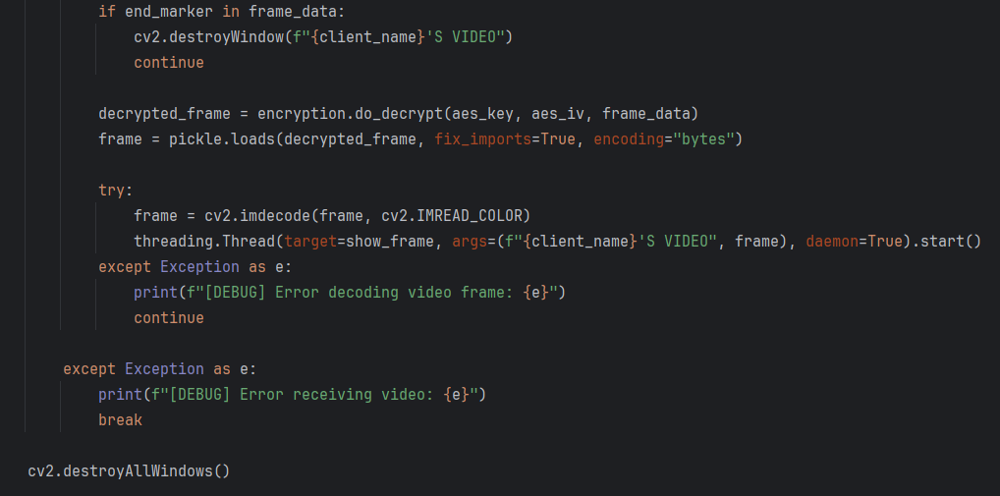 if end_marker in frame_data:
cv2.destroyWindow(f"{client_name}'S VIDEO")
continue
decrypted_frame = encryption.do_decrypt(aes_key, aes_iv, frame_data)
frame = pickle.loads(decrypted_frame, fix_imports=True, encoding="bytes")
try:
frame = cv2.imdecode(frame, cv2.IMREAD_COLOR)
threading.Thread(target=show_frame, args=(f"{client_name}'S VIDEO", frame), daemon=True).start()
except Exception as e:
print(f"[DEBUG] Error decoding video frame: {e}")
continue
except Exception as e:
print(f"[DEBUG] Error receiving video: {e}")
break
cv2.destroyAllWindows()